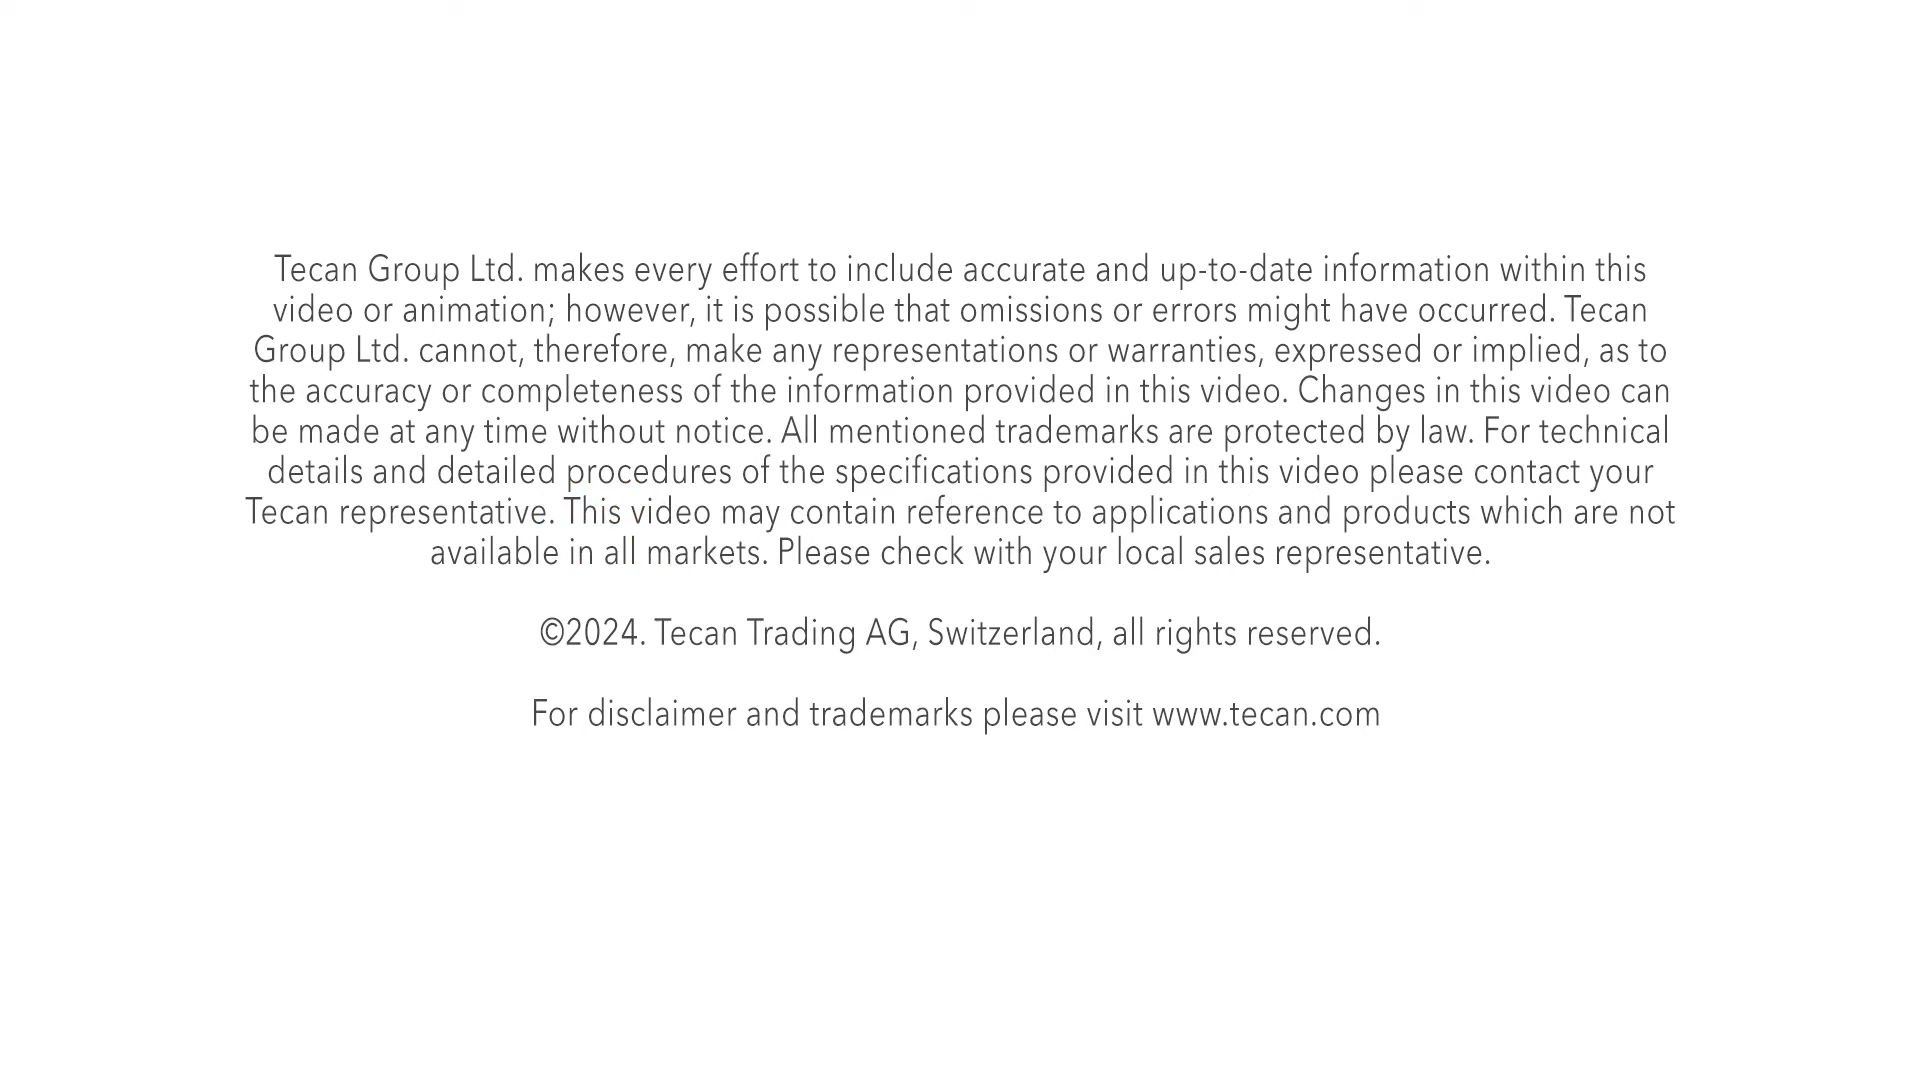 Tecan Group Ltd. makes every effort to include accurate and up-to-date information within this
video or animation; however, it is possible that omissions or errors might have occurred. Tecan
Group Ltd. cannot, therefore, make any representations or warranties, expressed or implied, as to
the accuracy or completeness of the information provided in this video. Changes in this video can
be made at any time without notice. All mentioned trademarks are protected by law. For technical
details and detailed procedures of the specifications provided in this video please contact your
Tecan representative. This video may contain reference to applications and products which are not
available in all markets. Please check with your local sales representative.
©2024. Tecan Trading AG, Switzerland, all rights reserved.
For disclaimer and trademarks please visit www.tecan.com